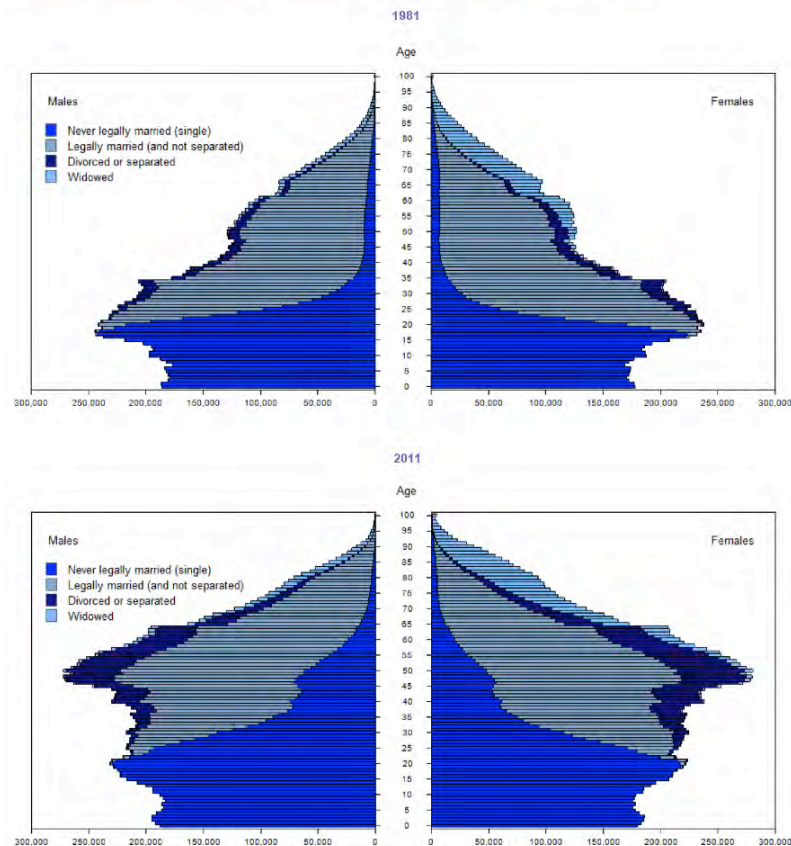 1981
Age
Males
Females
Never legally married (single)
Legally married (and not separated)
Divorced or separated
Widowed
100
95
90
85
80
75
70
65
60
55
50
45
40
35
30
25
20
15
10
5
0
300,000 250,000 200,000 150,000 100,000 50,000 0 0 50,000 100,000 150,000 200,000 250,000 300,000
2011
Age
Males
Females
Never legally married (single)
Legally married (and not separated)
Divorced or separated
Widowed
100
95
90
85
80
75
70
65
60
55
50
45
40
35
30
25
20
15
10
5
0
300,000 250,000 200,000 150,000 100,000 50,000 0 0 50,000 100,000 150,000 200,000 250,000 300,000